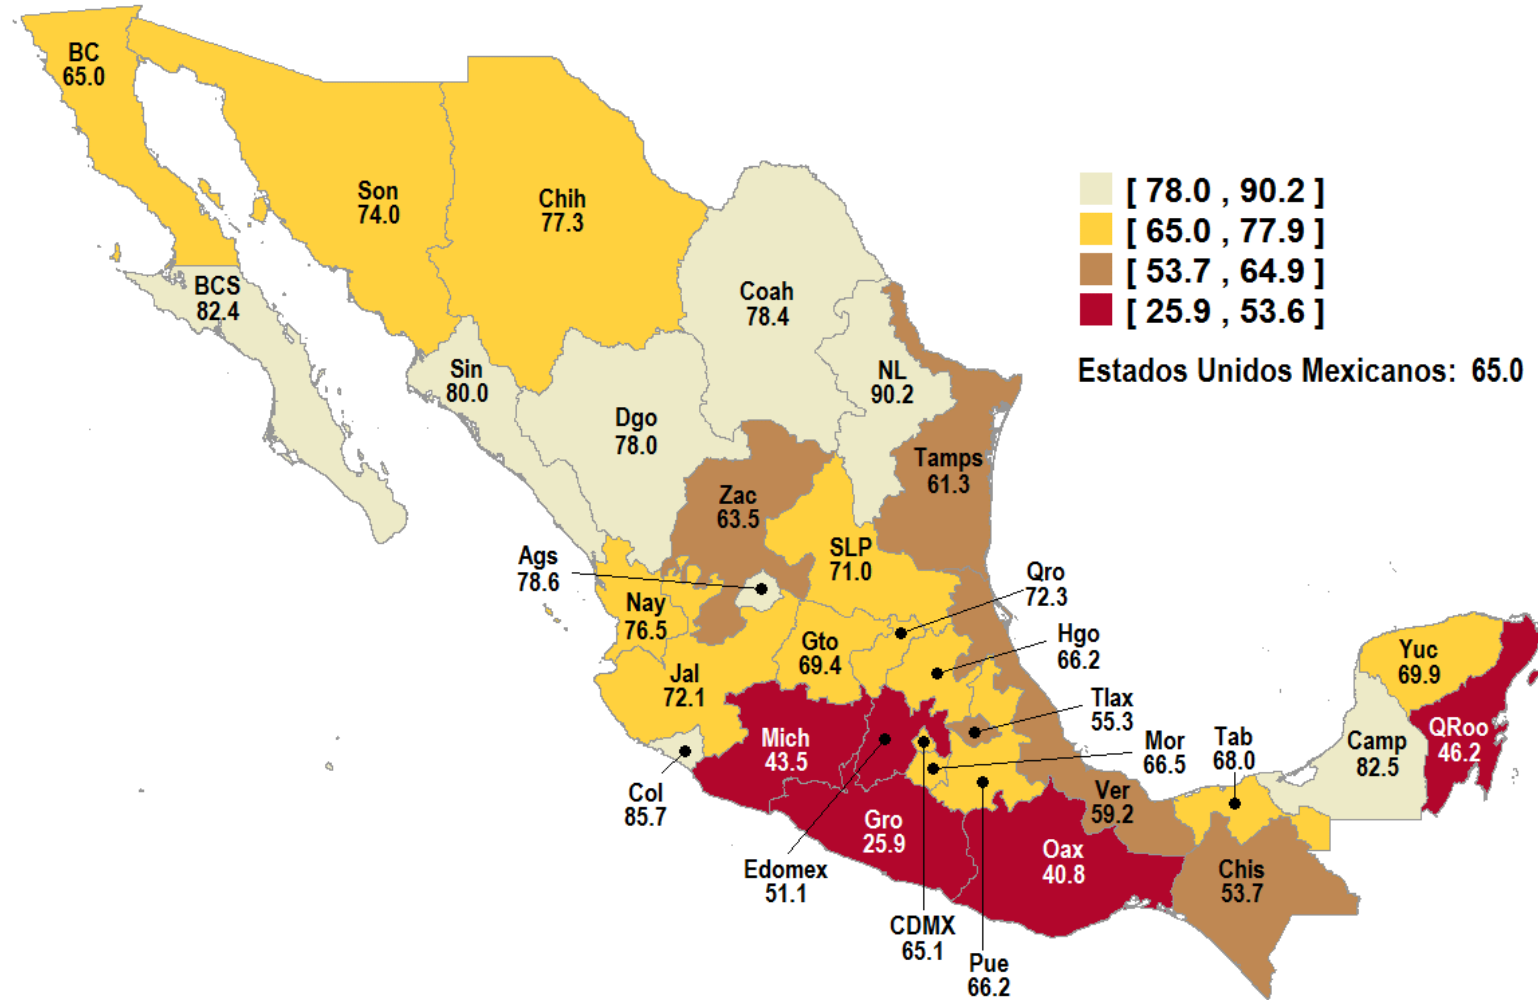 BC
65.0
Son
74.0
Chih
77.3
[ 78.0 , 90.2 ]
[ 65.0 , 77.9 ]
[ 53.7 , 64.9 ]
[ 25.9 , 53.6 ]
Estados Unidos Mexicanos: 65.0
BCS
82.4
Coah
78.4
Sin
80.0
NL
90.2
Dgo
78.0
Tamps
61.3
Zac
63.5
SLP
71.0
Ags
78.6
Qro
72.3
Nay
76.5
Gto
69.4
Hgo
66.2
Yuc
69.9
Jal
72.1
Tlax
55.3
Mich
43.5
Mor
66.5
Tab
68.0
Camp
82.5
QRoo
46.2
Col
85.7
Ver
59.2
Gro
25.9
Oax
40.8
Edomex
51.1
Chis
53.7
CDMX
65.1
Pue
66.2